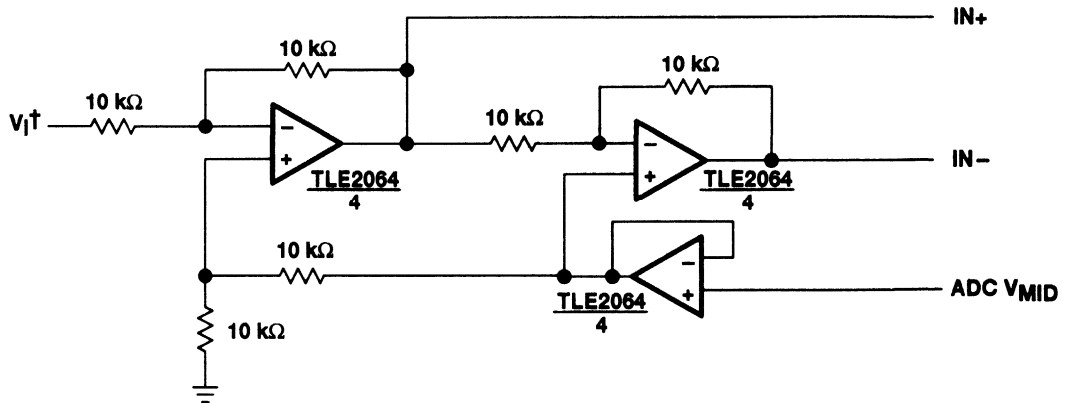 IN+
10 kΩ
10 kΩ
10 kΩ
10 kΩ
VI†
−
+
−
+
IN−
TLE2064
4
TLE2064
4
10 kΩ
−
+
ADC VMID
TLE2064
4
10 kΩ